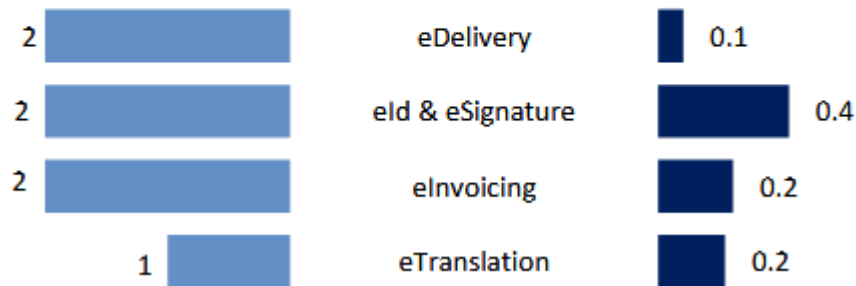 2 eDelivery 0.1
2 eId & eSignature 0.4
2 eInvoicing 0.2
1 eTranslation 0.2